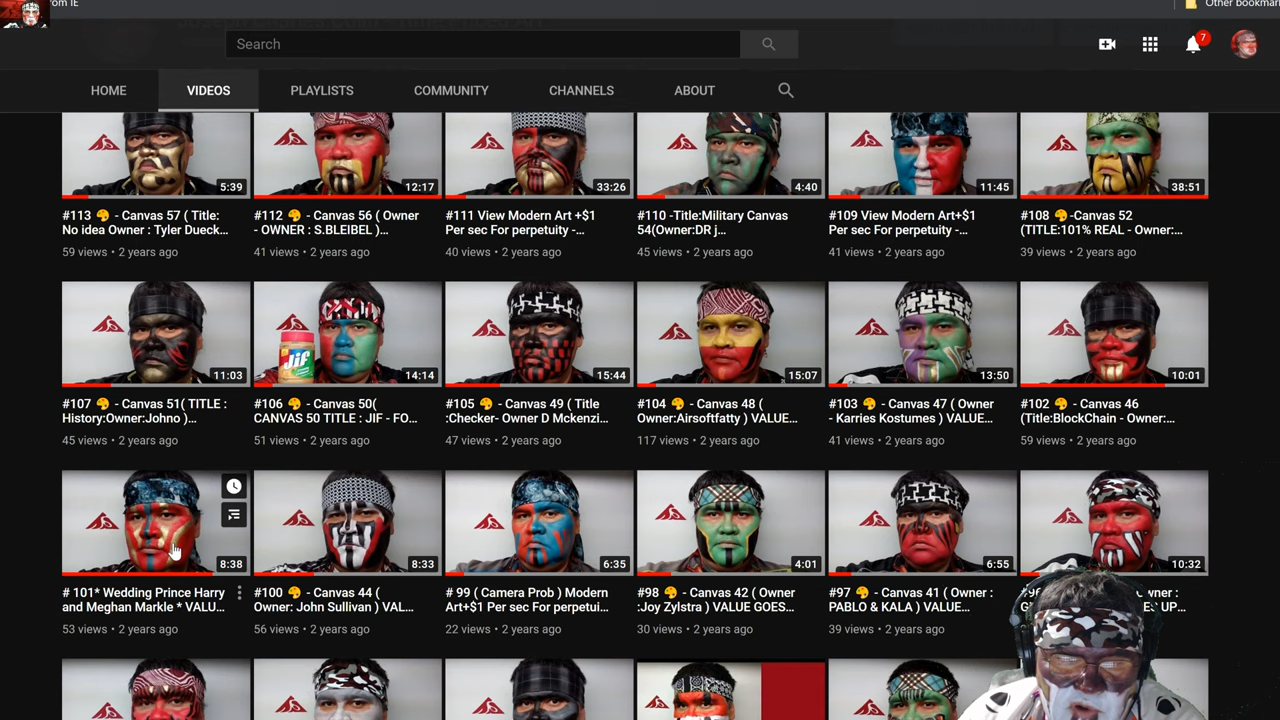 om IE
Other bookmar
Search
7
HOME
VIDEOS
PLAYLISTS
COMMUNITY
CHANNELS
ABOUT
5:39
12:17
33:26
4:40
11:45
38:51
#113 🎨 - Canvas 57 ( Title:
No idea Owner : Tyler Dueck...
59 views • 2 years ago
#112 🎨 - Canvas 56 ( Owner
- OWNER : S.BLEIBEL )...
41 views • 2 years ago
#111 View Modern Art +$1
Per sec For perpetuity -...
40 views • 2 years ago
#110 -Title:Military Canvas
54(Owner:DR j...
45 views • 2 years ago
#109 View Modern Art+$1
Per sec For perpetuity -...
41 views • 2 years ago
#108 🎨-Canvas 52
(TITLE:101% REAL - Owner:...
39 views • 2 years ago
Jif
11:03
14:14
15:44
15:07
13:50
10:01
#107 🎨 - Canvas 51( TITLE :
History:Owner:Johno )...
45 views • 2 years ago
#106 🎨 - Canvas 50(
CANVAS 50 TITLE : JIF - FO...
51 views • 2 years ago
#105 🎨 - Canvas 49 ( Title
:Checker- Owner D Mckenzi...
47 views • 2 years ago
#104 🎨 - Canvas 48 (
Owner:Airsoftfatty ) VALUE...
117 views • 2 years ago
#103 🎨 - Canvas 47 ( Owner
- Karries Kostumes ) VALUE...
41 views • 2 years ago
#102 🎨 - Canvas 46
(Title:BlockChain - Owner:...
59 views • 2 years ago
8:38
8:33
6:35
4:01
6:55
10:32
# 101* Wedding Prince Harry
and Meghan Markle * VALU...
53 views • 2 years ago
#100 🎨 - Canvas 44 (
Owner: John Sullivan ) VAL...
56 views • 2 years ago
# 99 ( Camera Prob ) Modern
Art+$1 Per sec For perpetui...
22 views • 2 years ago
#98 🎨 - Canvas 42 ( Owner
:Joy Zylstra ) VALUE GOES...
30 views • 2 years ago
#97 🎨 - Canvas 41 ( Owner :
PABLO & KALA ) VALUE...
39 views • 2 years ago
#96
wner :
ES UP...